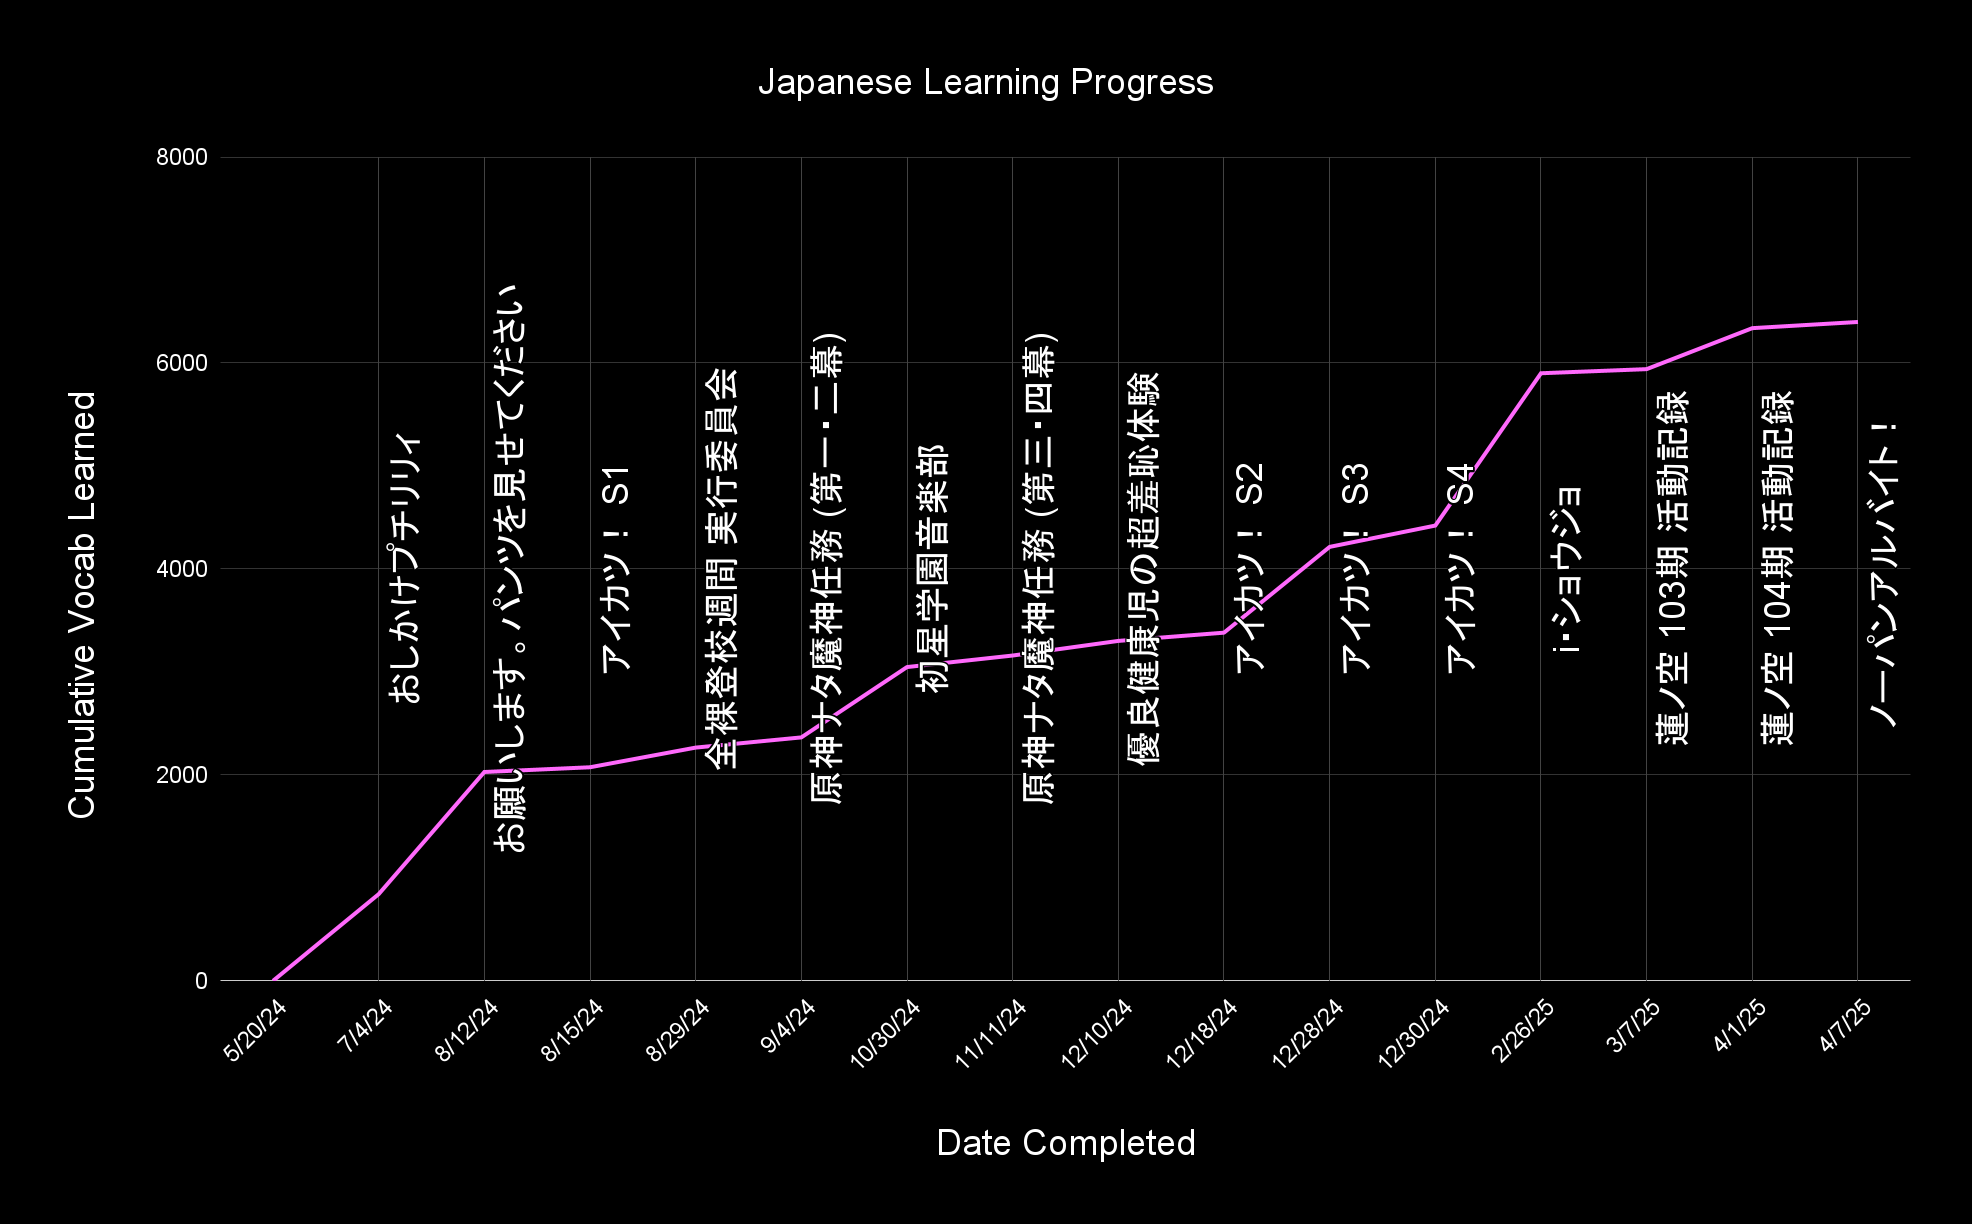 Japanese Learning Progress
Cumulative Vocab Learned
8000
6000
4000
2000
0
おしかけプチリリィ
お願いします。パンツを見せてください
アイカツ！ S1
全裸登校週間 実行委員会
原神ナタ魔神任務 (第一・二幕)
初星学園音楽部
原神ナタ魔神任務 (第三・四幕)
優良健康児の超羞恥体験
アイカツ！ S2
アイカツ！ S3
アイカツ！ S4
i・ショウジョ
蓮ノ空 103期 活動記録
蓮ノ空 104期 活動記録
ノーパンアルバイト！
5/20/24
7/4/24
8/12/24
8/15/24
8/29/24
9/4/24
10/30/24
11/11/24
12/10/24
12/18/24
12/28/24
12/30/24
2/26/25
3/7/25
4/1/25
4/7/25
Date Completed